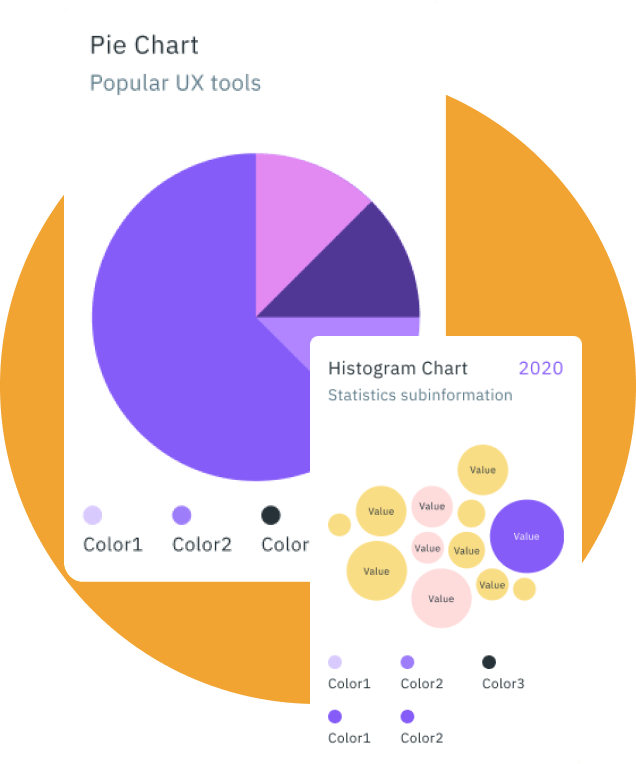 Pie Chart
Popular UX tools
Color1 Color2 Color
Histogram Chart 2020
Statistics subinformation
Value
Value Value
Value
Value Value
Value
Value
Value
Color1 Color2 Color3
Color1 Color2